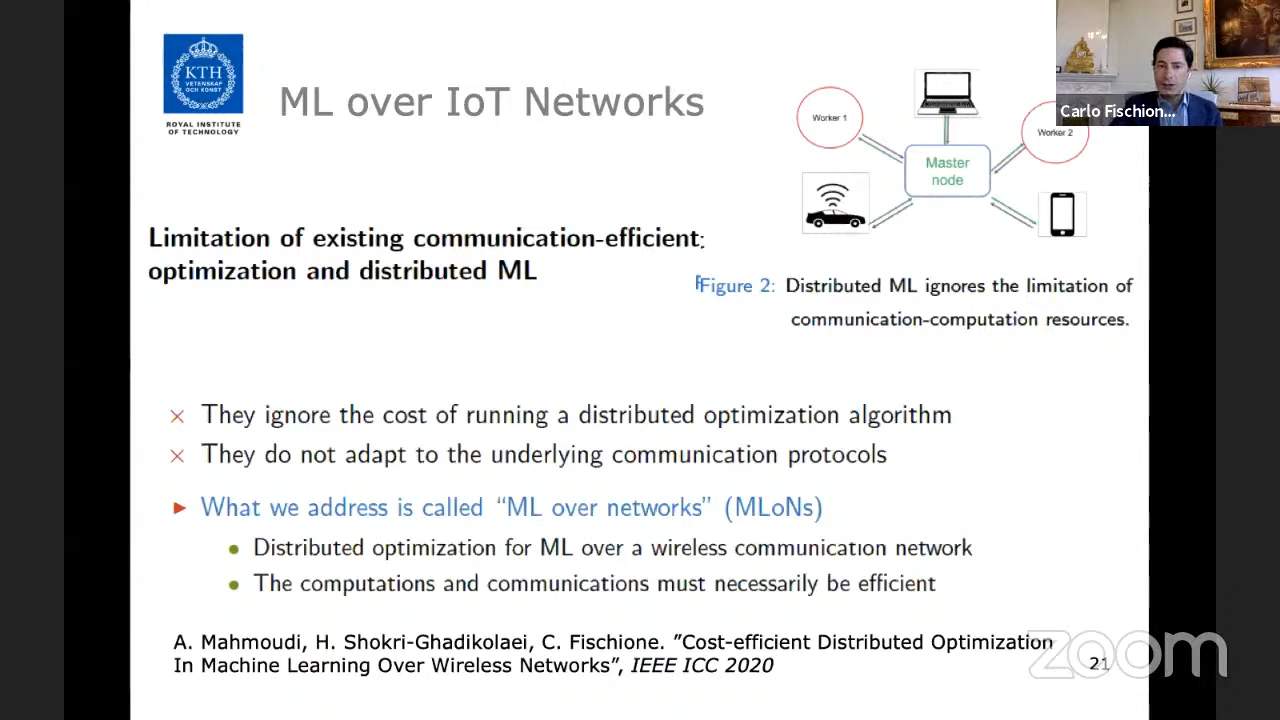 KTH
VETENSKAP
OCH KONST
ROYAL INSTITUTE
OF TECHNOLOGY
ML over IoT Networks
Worker 1
Worker 2
Master
node
Carlo Fischion...
Limitation of existing communication-efficient
optimization and distributed ML
Figure 2: Distributed ML ignores the limitation of
communication-computation resources.
× They ignore the cost of running a distributed optimization algorithm
× They do not adapt to the underlying communication protocols
► What we address is called “ML over networks” (MLoNs)
• Distributed optimization for ML over a wireless communication network
• The computations and communications must necessarily be efficient
A. Mahmoudi, H. Shokri-Ghadikolaei, C. Fischione. ”Cost-efficient Distributed Optimization
In Machine Learning Over Wireless Networks”, IEEE ICC 2020
zoom
21